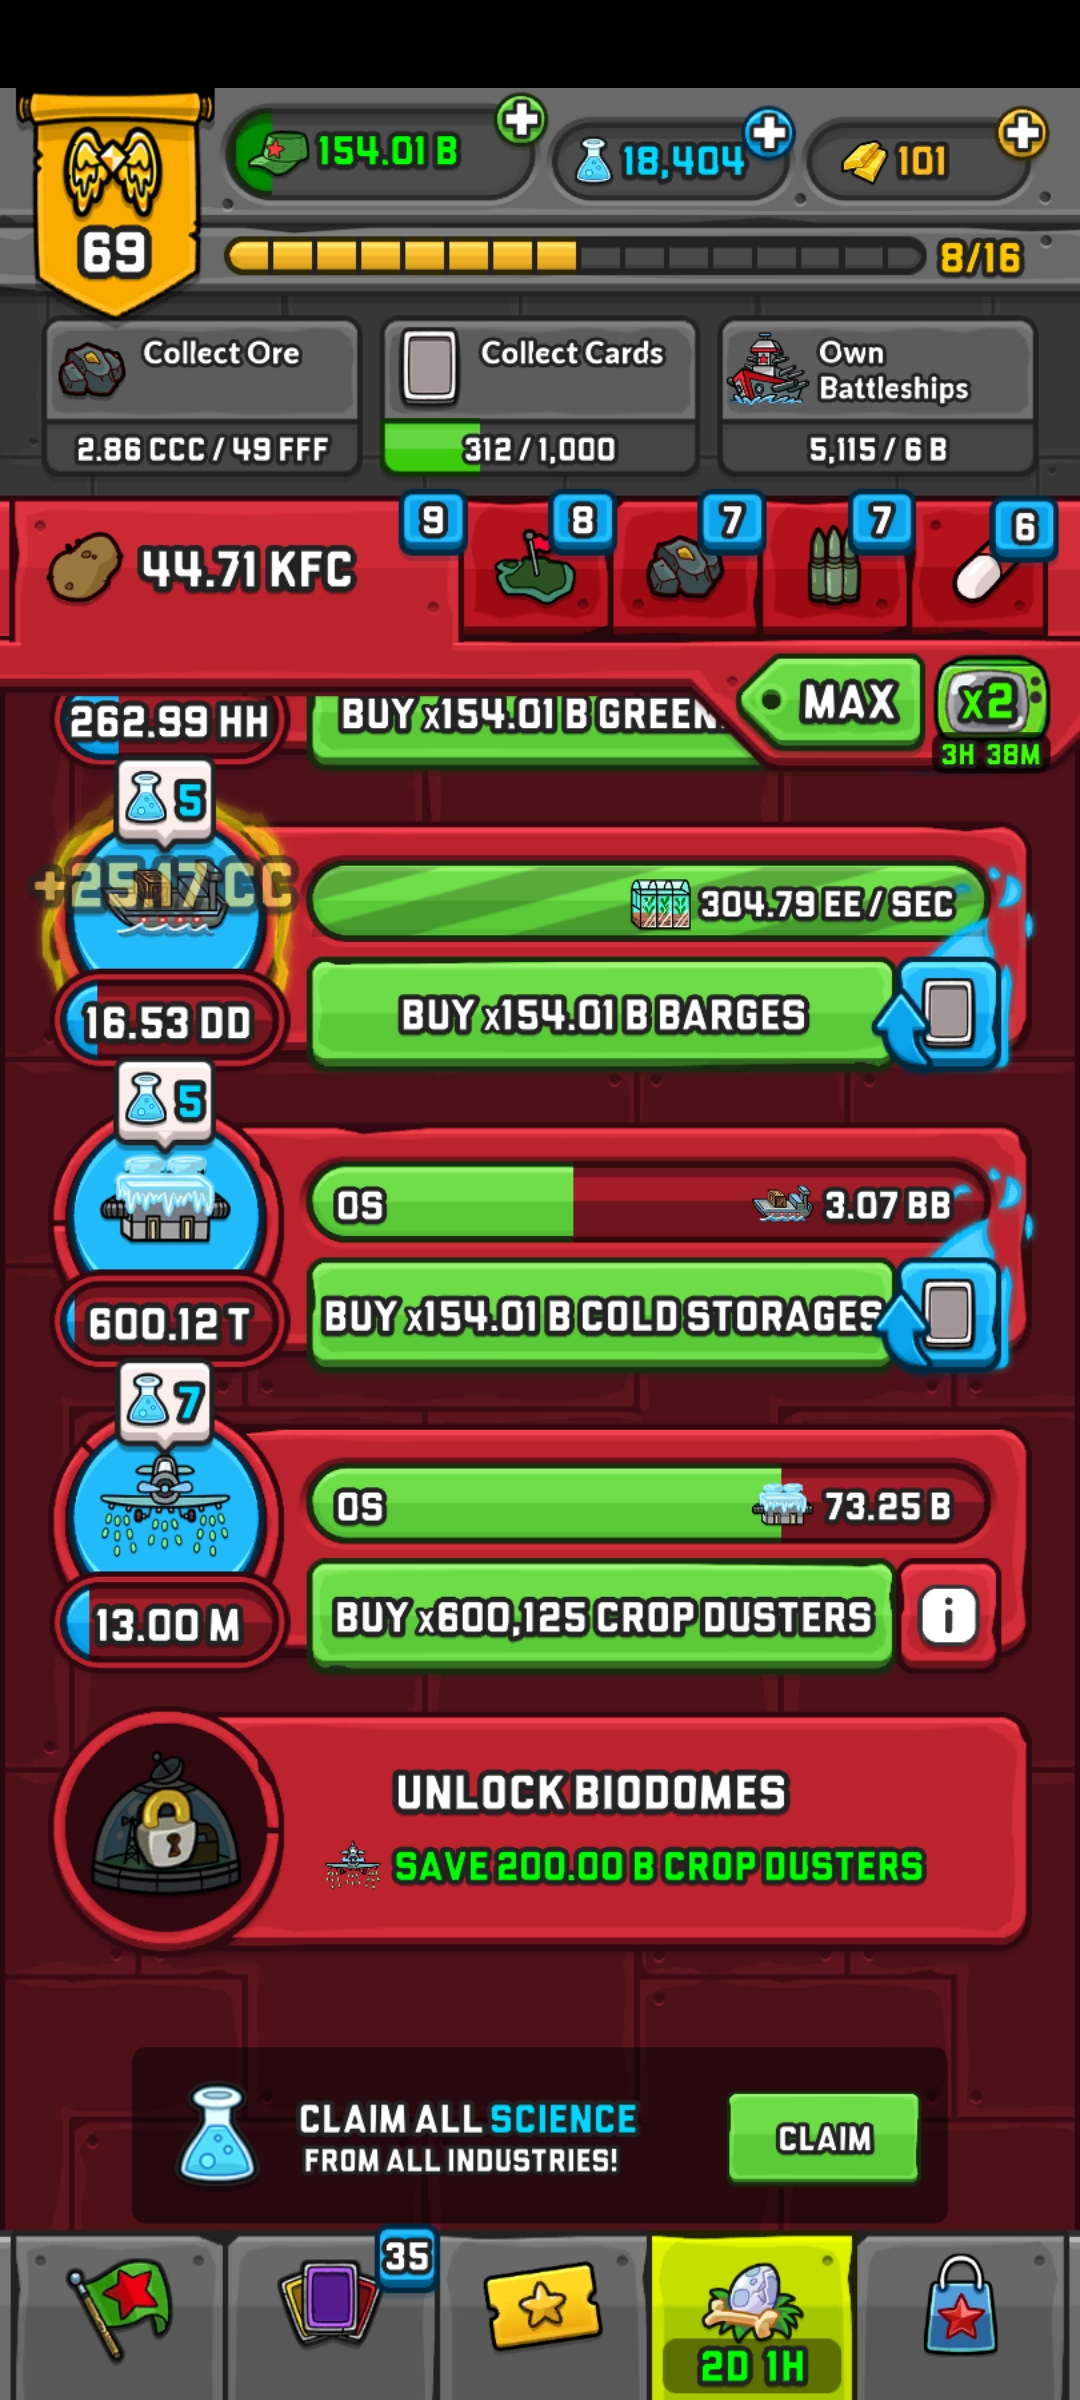 69
154.01 B
18,404
101
8/16
Collect Ore
2.86 CCC / 49 FFF
Collect Cards
312 / 1,000
Own
Battleships
5,115 / 6 B
44.71 KFC
9
8
7
7
6
MAX
x2
3H 38M
262.99 HH
BUY x154.01 B GREEN
5
+25.17 CC
304.79 EE / SEC
16.53 DD
BUY x154.01 B BARGES
5
0S
3.07 BB
600.12 T
BUY x154.01 B COLD STORAGES
7
0S
73.25 B
13.00 M
BUY x600,125 CROP DUSTERS
i
UNLOCK BIODOMES
SAVE 200.00 B CROP DUSTERS
CLAIM ALL SCIENCE
FROM ALL INDUSTRIES!
CLAIM
35
2D 1H